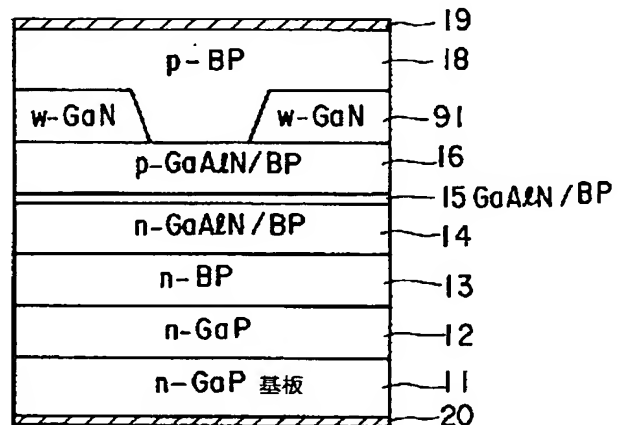 19
p-BP 18
w-GaN w-GaN 91
p-GaAlN/BP 16
15 GaAlN/BP
n-GaAlN/BP 14
n-BP 13
n-GaP 12
n-GaP 基板 11
20